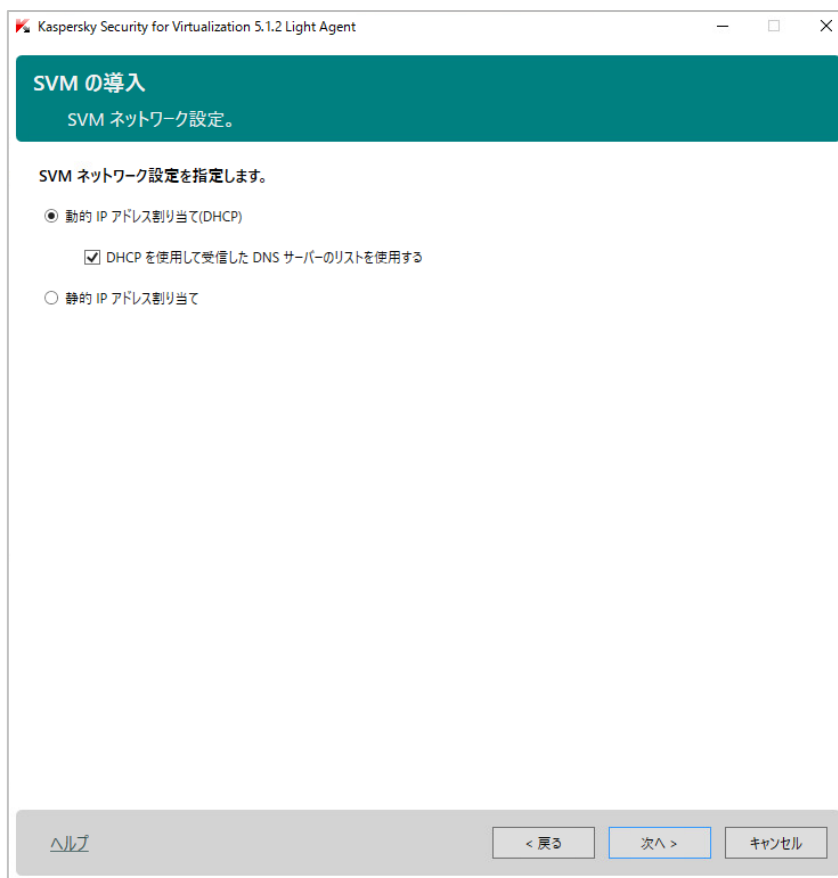 Kaspersky Security for Virtualization 5.1.2 Light Agent
SVM の導入
SVM ネットワーク設定。
SVM ネットワーク設定を指定します。
動的 IP アドレス割り当て(DHCP)
DHCP を使用して受信した DNS サーバーのリストを使用する
静的 IP アドレス割り当て
ヘルプ
< 戻る
次へ >
キャンセル